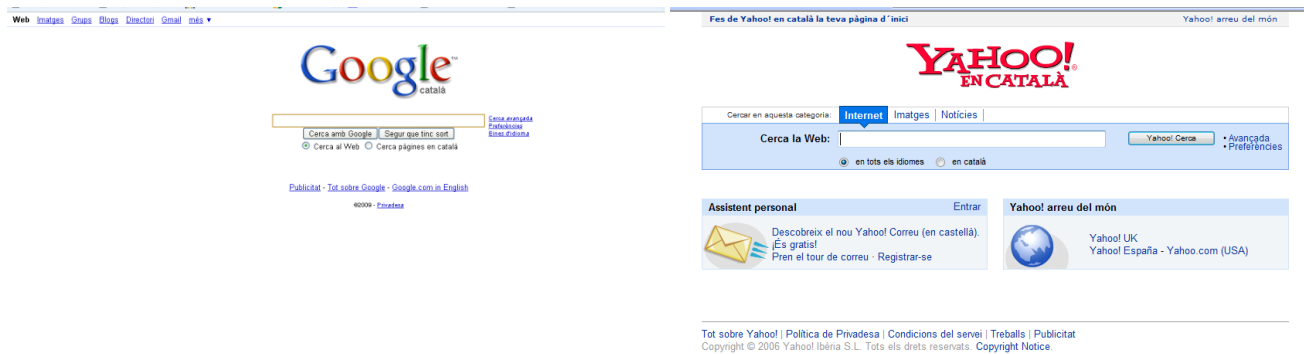 Web Imatges Grups Blogs Directori Gmail més ▼
Google™
català
Cerca avançada
Preferències
Eines d'idioma
Cerca amb Google Segur que tinc sort
Cerca al Web Cerca pàgines en català
Publicitat - Tot sobre Google - Google.com in English
©2009 - Privadesa
Fes de Yahoo! en català la teva pàgina d´inici Yahoo! arreu del món
YAHOO!®
EN CATALÀ
Cercar en aquesta categoria: Internet Imatges Notícies
Cerca la Web: Yahoo! Cerca
• Avançada
• Preferències
en tots els idiomes en català
Assistent personal Entrar
Descobreix el nou Yahoo! Correu (en castellà).
¡És gratis!
Pren el tour de correu · Registrar-se
Yahoo! arreu del món
Yahoo! UK
Yahoo! España - Yahoo.com (USA)
Tot sobre Yahoo! | Política de Privadesa | Condicions del servei | Treballs | Publicitat
Copyright © 2006 Yahoo! Ibèria S.L. Tots els drets reservats. Copyright Notice.